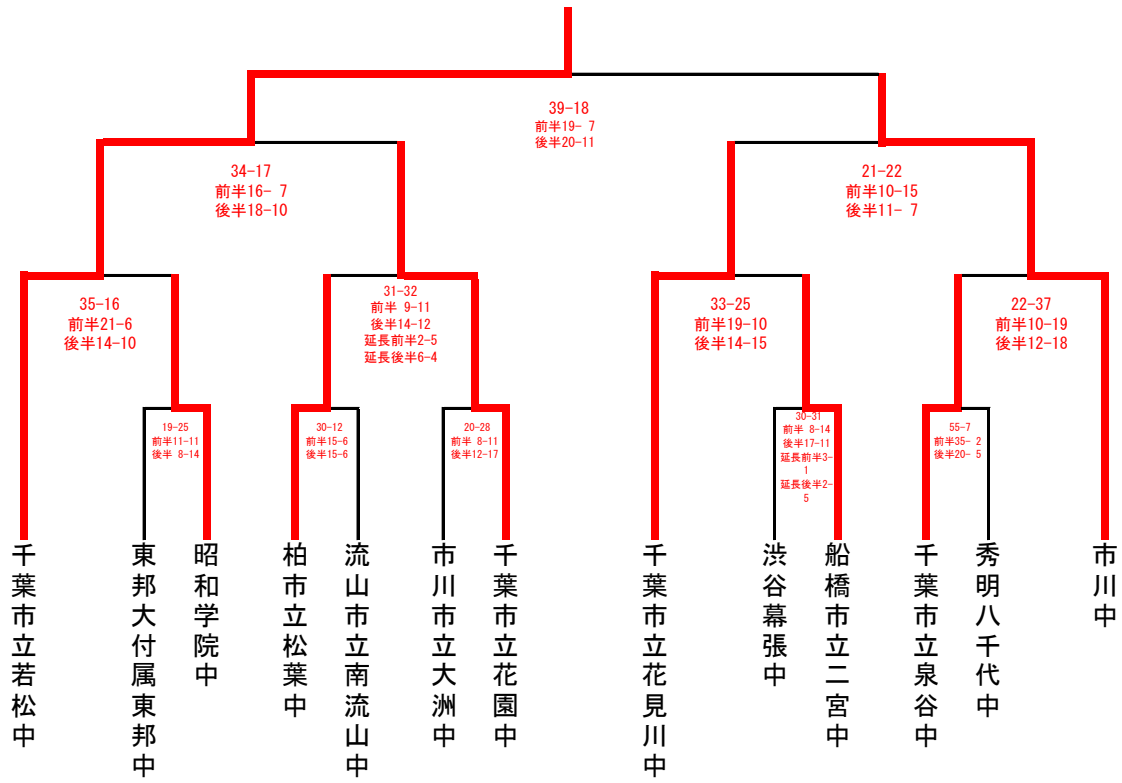 39-18
前半19- 7
後半20-11
34-17
前半16- 7
後半18-10
21-22
前半10-15
後半11- 7
35-16
前半21-6
後半14-10
31-32
前半 9-11
後半14-12
延長前半2-5
延長後半6-4
33-25
前半19-10
後半14-15
22-37
前半10-19
後半12-18
19-25
前半11-11
後半 8-14
30-12
前半15-6
後半15-6
20-28
前半 8-11
後半12-17
30-31
前半 8-14
後半17-11
延長前半3-
1
延長後半2-
5
55-7
前半35- 2
後半20- 5
千葉市立若松中
東邦大付属東邦中
昭和学院中
柏市立松葉中
流山市立南流山中
市川市立大洲中
千葉市立花園中
千葉市立花見川中
渋谷幕張中
船橋市立二宮中
千葉市立泉谷中
秀明八千代中
市川中